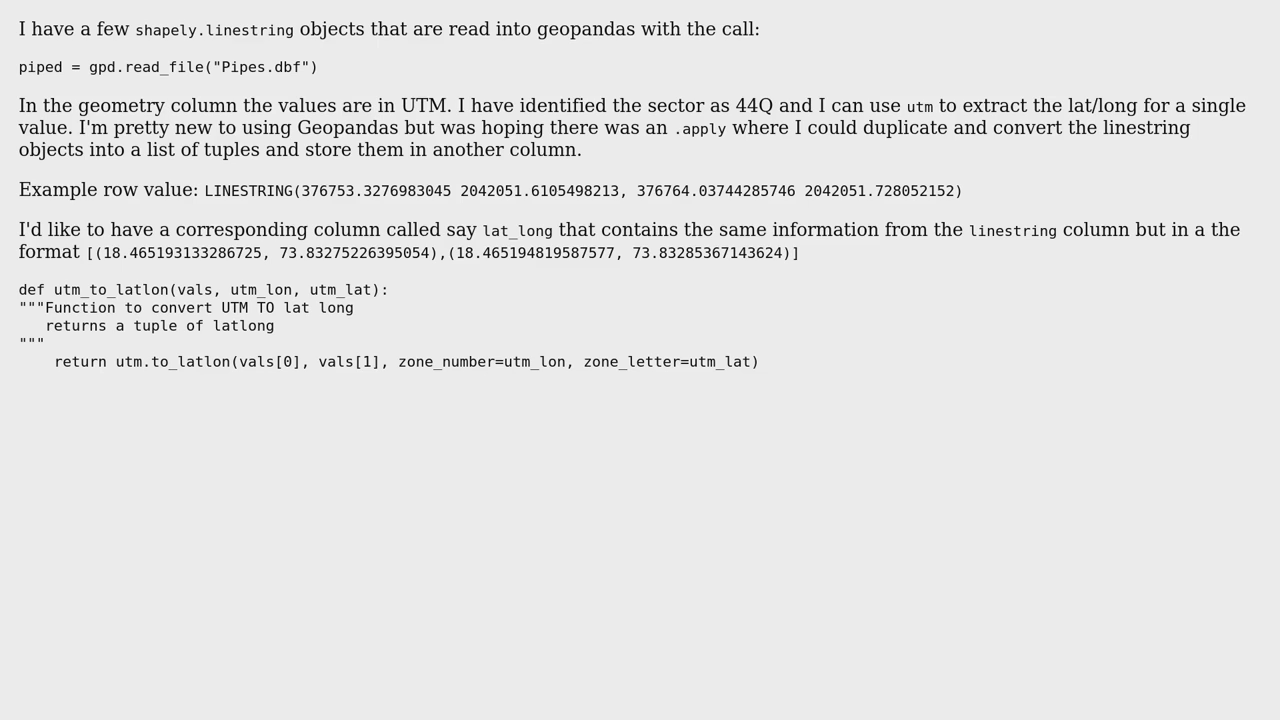 I have a few shapely.linestring objects that are read into geopandas with the call:
piped = gpd.read_file("Pipes.dbf")
In the geometry column the values are in UTM. I have identified the sector as 44Q and I can use utm to extract the lat/long for a single
value. I'm pretty new to using Geopandas but was hoping there was an .apply where I could duplicate and convert the linestring
objects into a list of tuples and store them in another column.
Example row value: LINESTRING(376753.3276983045 2042051.6105498213, 376764.03744285746 2042051.728052152)
I'd like to have a corresponding column called say lat_long that contains the same information from the linestring column but in a the
format [(18.465193133286725, 73.83275226395054),(18.465194819587577, 73.83285367143624)]
def utm_to_latlon(vals, utm_lon, utm_lat):
"""Function to convert UTM TO lat long
   returns a tuple of latlong
"""
    return utm.to_latlon(vals[0], vals[1], zone_number=utm_lon, zone_letter=utm_lat)